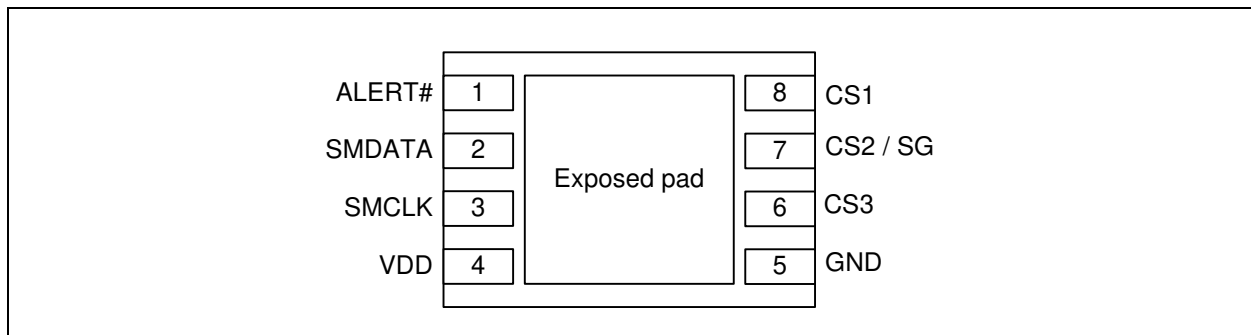 ALERT# 1 8 CS1
SMDATA 2 7 CS2 / SG
Exposed pad
SMCLK 3 6 CS3
VDD 4 5 GND